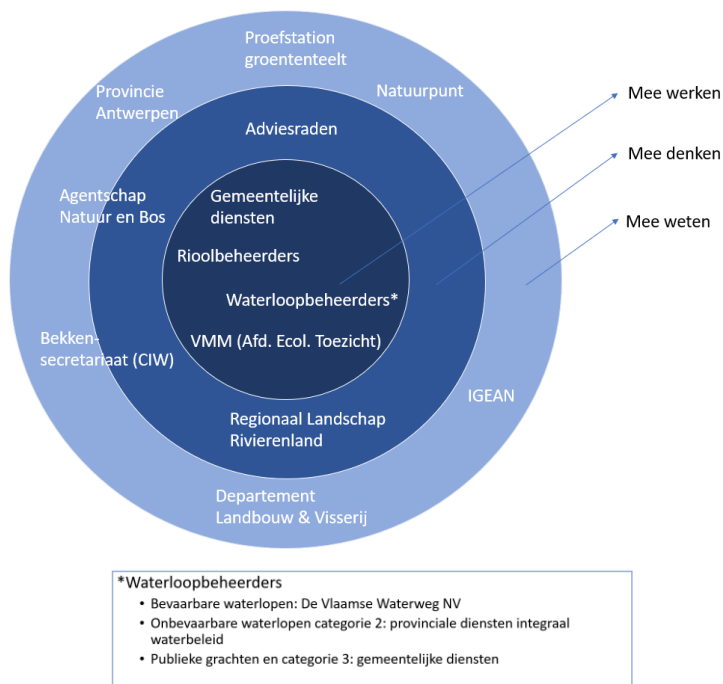 Proefstation
groententeelt
Provincie
Antwerpen
Natuurpunt
Mee werken
Adviesraden
Mee denken
Agentschap
Natuur en Bos
Gemeentelijke
diensten
Mee weten
Rioolbeheerders
Waterloopbeheerders*
Bekken-
secretariaat (CIW)
VMM (Afd. Ecol. Toezicht)
IGEAN
Regionaal Landschap
Rivierenland
Departement
Landbouw & Visserij
*Waterloopbeheerders
• Bevaarbare waterlopen: De Vlaamse Waterweg NV
• Onbevaarbare waterlopen categorie 2: provinciale diensten integraal
waterbeleid
• Publieke grachten en categorie 3: gemeentelijke diensten